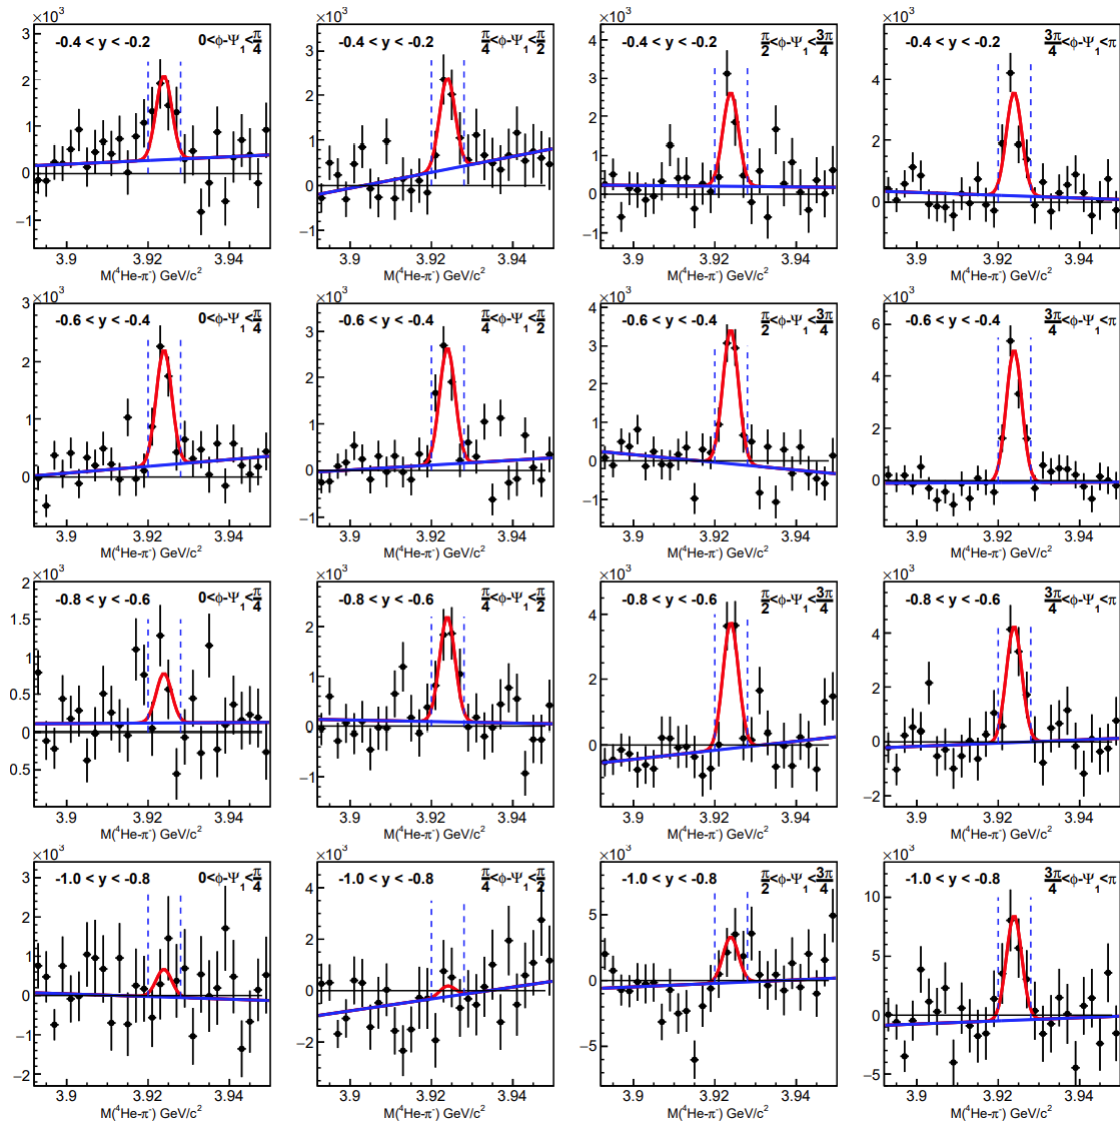 ×10³ ×10³ ×10³ ×10³
-0.4 < y < -0.2 0<ϕ-Ψ₁<π/4 -0.4 < y < -0.2 π/4<ϕ-Ψ₁<π/2 -0.4 < y < -0.2 π/2<ϕ-Ψ₁<3π/4 -0.4 < y < -0.2 3π/4<ϕ-Ψ₁<π
3 2 1 0 −1
3 2 1 0 −1
4 2 0 −1
4 2 0
3.9 3.92 3.94 3.9 3.92 3.94 3.9 3.92 3.94 3.9 3.92 3.94
M(⁴He-π⁻) GeV/c² M(⁴He-π⁻) GeV/c² M(⁴He-π⁻) GeV/c² M(⁴He-π⁻) GeV/c²
×10³ ×10³ ×10³ ×10³
-0.6 < y < -0.4 0<ϕ-Ψ₁<π/4 -0.6 < y < -0.4 π/4<ϕ-Ψ₁<π/2 -0.6 < y < -0.4 π/2<ϕ-Ψ₁<3π/4 -0.6 < y < -0.4 3π/4<ϕ-Ψ₁<π
3 2 1 0
3 2 1 0 −1
4 3 2 1 0 −1
6 4 2 0
3.9 3.92 3.94 3.9 3.92 3.94 3.9 3.92 3.94 3.9 3.92 3.94
M(⁴He-π⁻) GeV/c² M(⁴He-π⁻) GeV/c² M(⁴He-π⁻) GeV/c² M(⁴He-π⁻) GeV/c²
×10³ ×10³ ×10³ ×10³
-0.8 < y < -0.6 0<ϕ-Ψ₁<π/4 -0.8 < y < -0.6 π/4<ϕ-Ψ₁<π/2 -0.8 < y < -0.6 π/2<ϕ-Ψ₁<3π/4 -0.8 < y < -0.6 3π/4<ϕ-Ψ₁<π
2 1.5 1 0.5 0 0.5
3 2 1 0 −1
4 2 0
4 2 0 −2
3.9 3.92 3.94 3.9 3.92 3.94 3.9 3.92 3.94 3.9 3.92 3.94
M(⁴He-π⁻) GeV/c² M(⁴He-π⁻) GeV/c² M(⁴He-π⁻) GeV/c² M(⁴He-π⁻) GeV/c²
×10³ ×10³ ×10³ ×10³
-1.0 < y < -0.8 0<ϕ-Ψ₁<π/4 -1.0 < y < -0.8 π/4<ϕ-Ψ₁<π/2 -1.0 < y < -0.8 π/2<ϕ-Ψ₁<3π/4 -1.0 < y < -0.8 3π/4<ϕ-Ψ₁<π
3 2 1 0 −1 −2
4 2 0 −2
5 0 −5
10 5 0 −5
3.9 3.92 3.94 3.9 3.92 3.94 3.9 3.92 3.94 3.9 3.92 3.94
M(⁴He-π⁻) GeV/c² M(⁴He-π⁻) GeV/c² M(⁴He-π⁻) GeV/c² M(⁴He-π⁻) GeV/c²